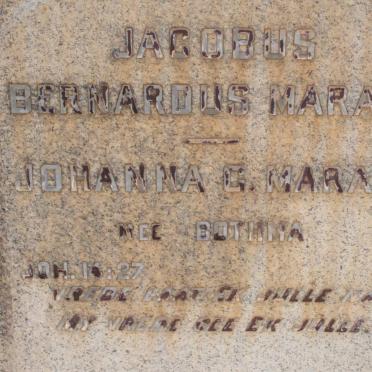 JACOBUS
BERNARDUS MARA
JOHANNA C. MARA
NEE BOTHMA
JOH. 14:27
VREDE LAAT EK JULLE NA
MY VREDE GEE EK JULLE.